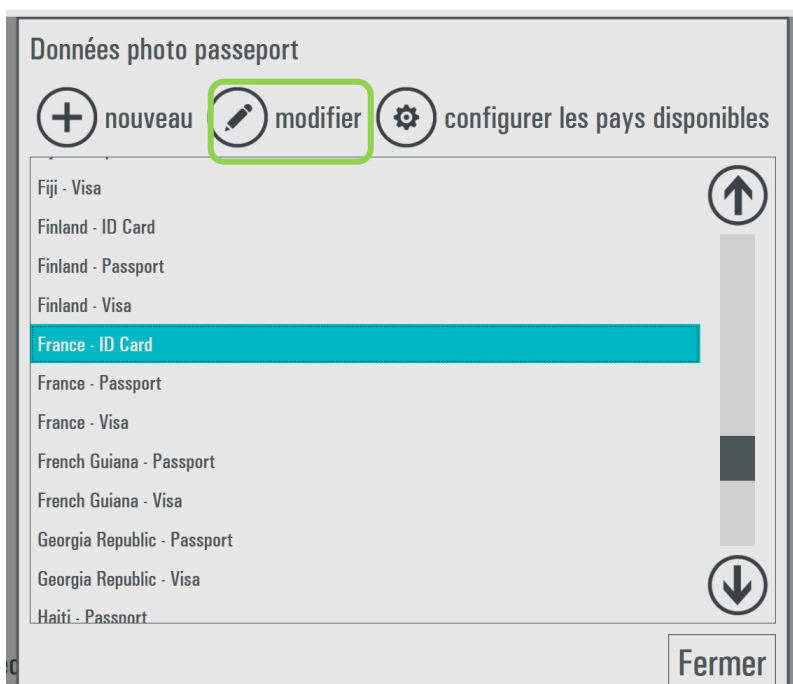 Données photo passeport
nouveau modifier configurer les pays disponibles
Fiji - Visa
Finland - ID Card
Finland - Passport
Finland - Visa
France - ID Card
France - Passport
France - Visa
French Guiana - Passport
French Guiana - Visa
Georgia Republic - Passport
Georgia Republic - Visa
Haiti - Passport
Fermer